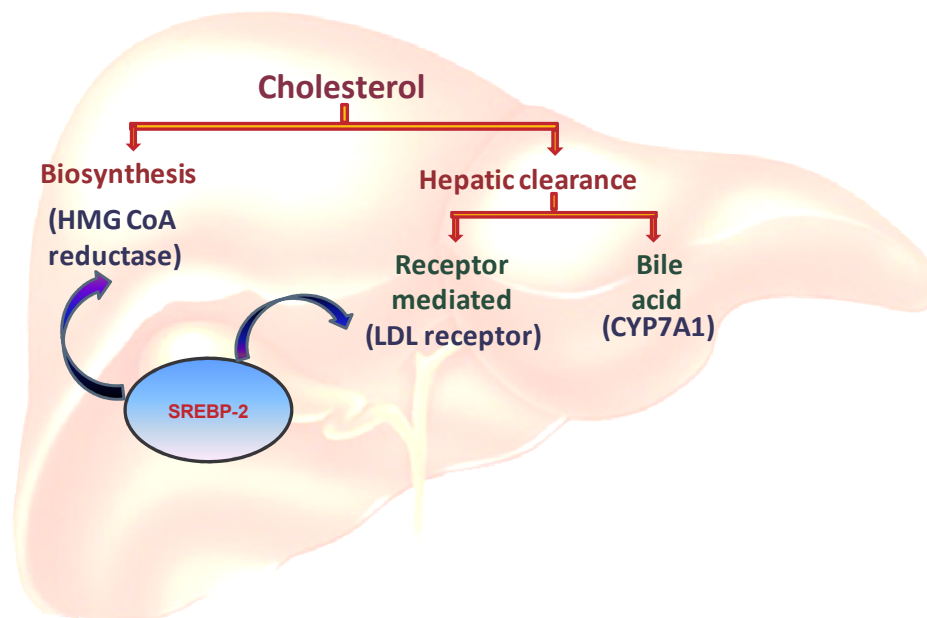 Cholesterol
Biosynthesis
(HMG CoA
reductase)
Hepatic clearance
Receptor
mediated
(LDL receptor)
Bile
acid
(CYP7A1)
SREBP-2